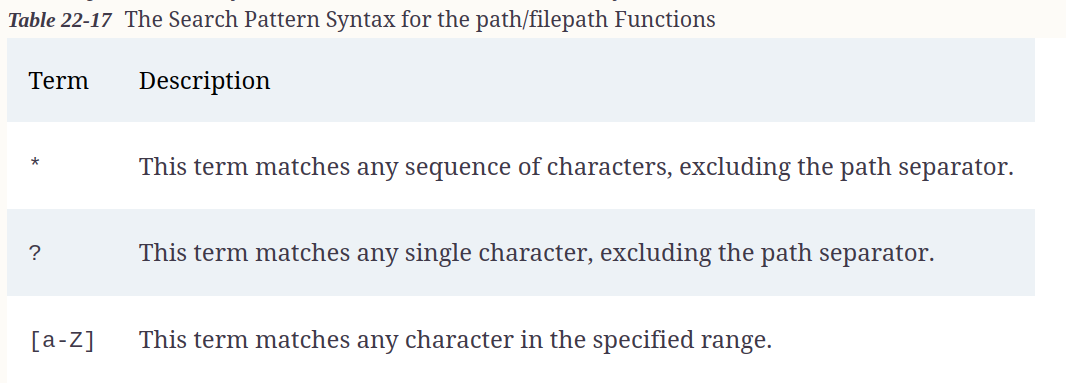 Table 22-17 The Search Pattern Syntax for the path/filepath Functions
Term Description
* This term matches any sequence of characters, excluding the path separator.
? This term matches any single character, excluding the path separator.
[a-Z] This term matches any character in the specified range.